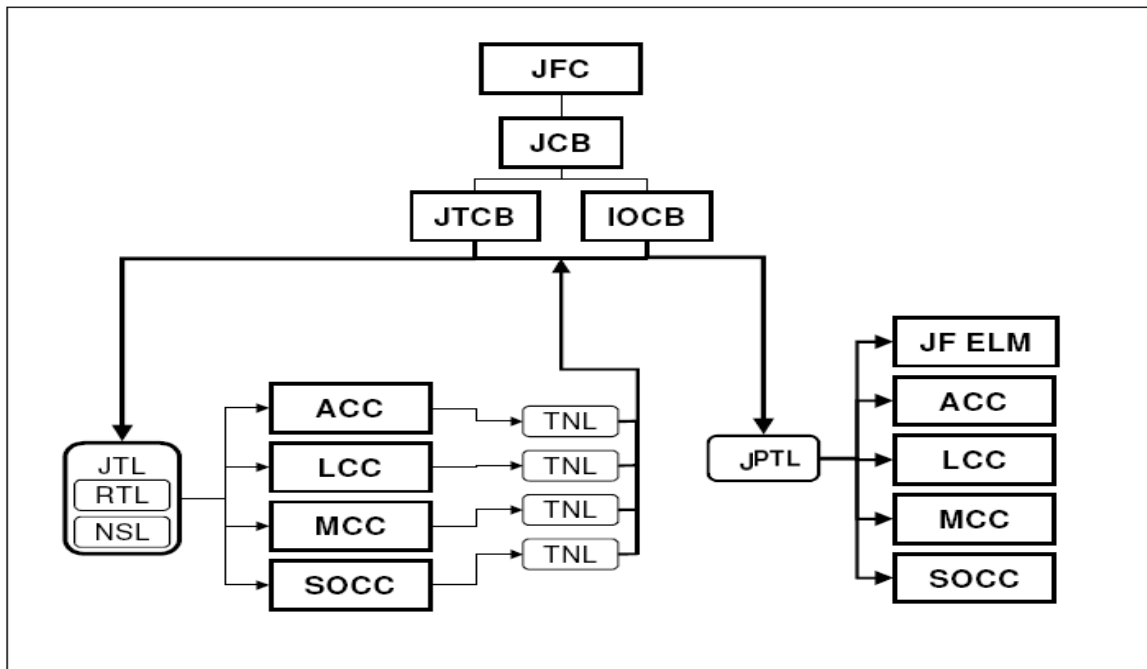 JFC
JCB
JTCB
IOCB
JTL
RTL
NSL
ACC
LCC
MCC
SOCC
TNL
TNL
TNL
TNL
JPTL
JF ELM
ACC
LCC
MCC
SOCC